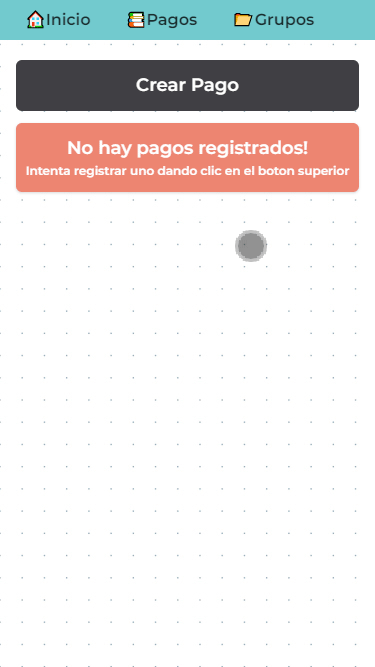 Inicio Pagos Grupos
Crear Pago
No hay pagos registrados!
Intenta registrar uno dando clic en el boton superior